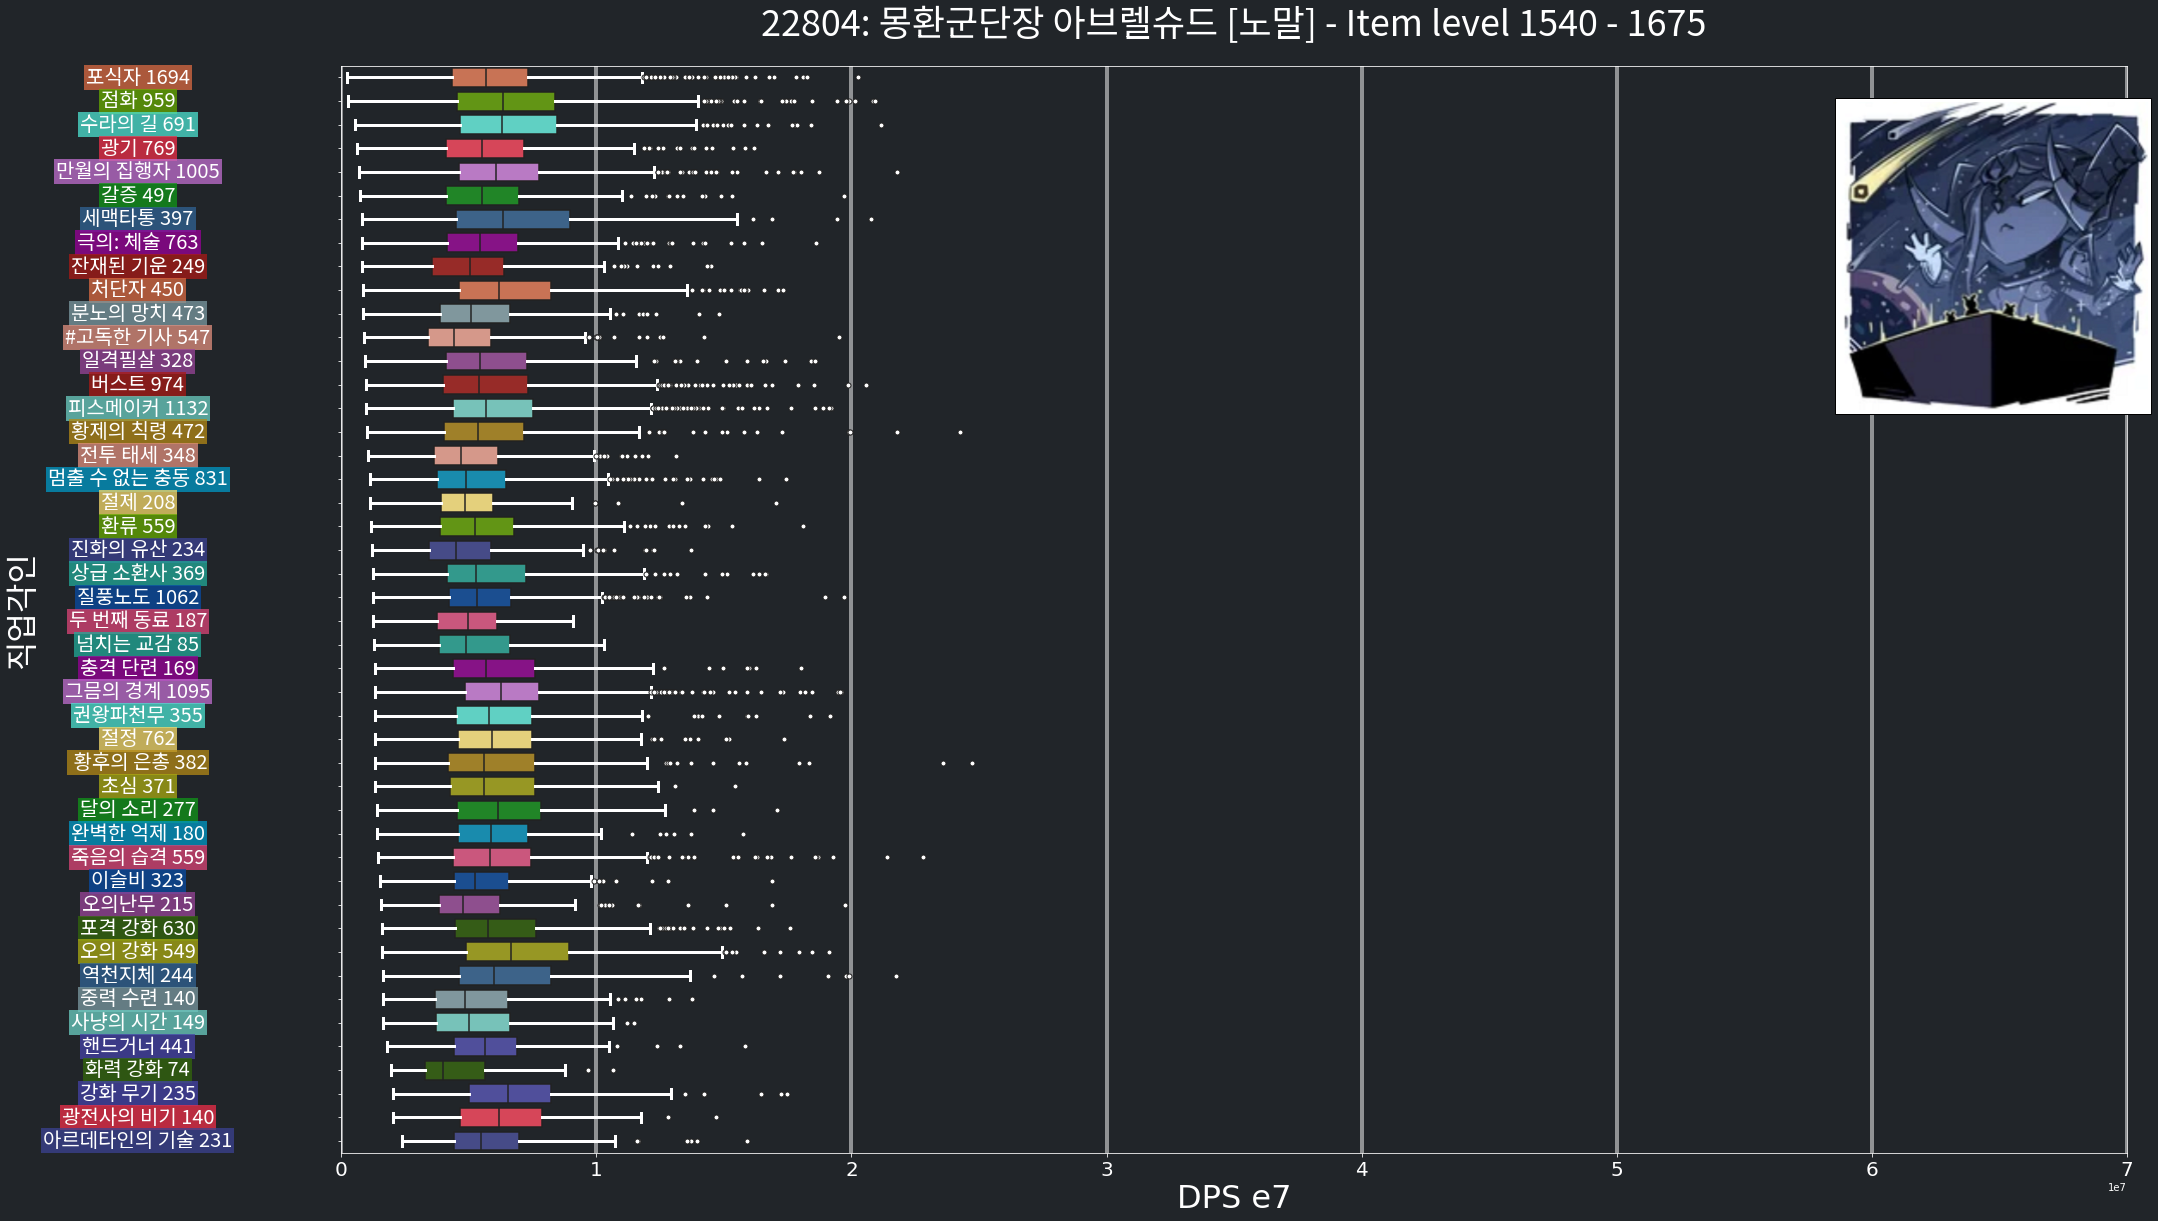 22804: 몽환군단장 아브렐슈드 [노말] - Item level 1540 - 1675
포식자 1694
점화 959
수라의 길 691
광기 769
만월의 집행자 1005
갈증 497
세맥타통 397
극의: 체술 763
잔재된 기운 249
처단자 450
분노의 망치 473
#고독한 기사 547
일격필살 328
버스트 974
피스메이커 1132
황제의 칙령 472
전투 태세 348
멈출 수 없는 충동 831
절제 208
환류 559
진화의 유산 234
상급 소환사 369
질풍노도 1062
두 번째 동료 187
넘치는 교감 85
충격 단련 169
그믐의 경계 1095
권왕파천무 355
절정 762
황후의 은총 382
초심 371
달의 소리 277
완벽한 억제 180
죽음의 습격 559
이슬비 323
오의난무 215
포격 강화 630
오의 강화 549
역천지체 244
중력 수련 140
사냥의 시간 149
핸드거너 441
화력 강화 74
강화 무기 235
광전사의 비기 140
아르데타인의 기술 231
직업각인
0 1 2 3 4 5 6 7
1e7
DPS e7